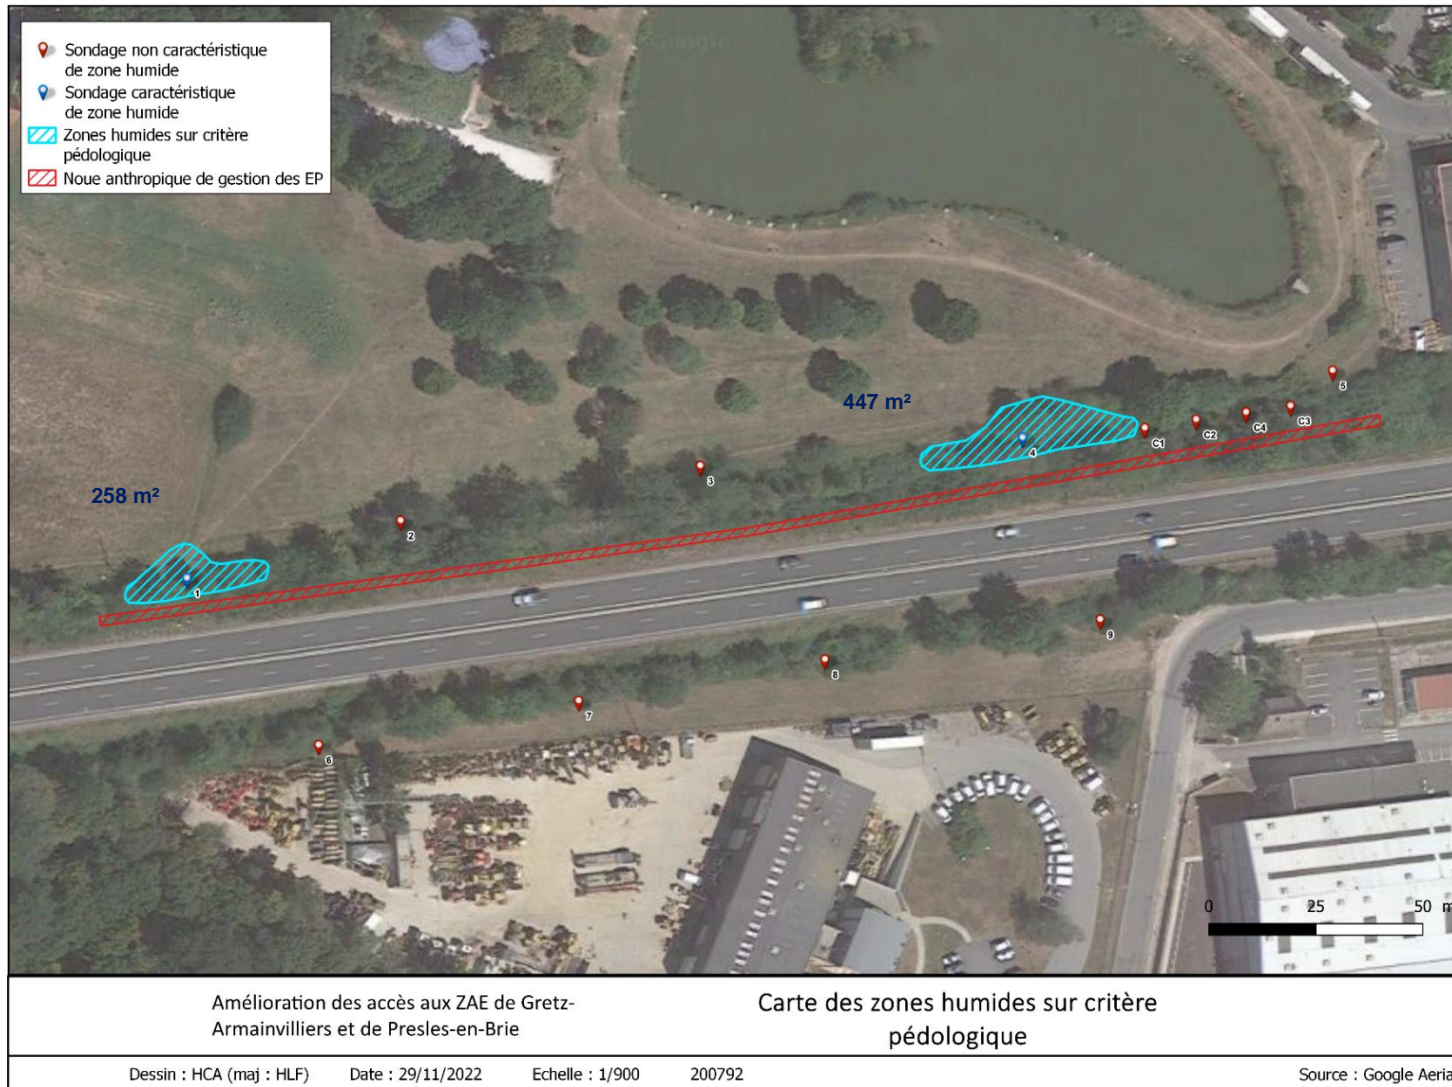 Sondage non caractéristique
de zone humide
Sondage caractéristique
de zone humide
Zones humides sur critère
pédologique
Noue anthropique de gestion des EP
Google
5
447 m²
C3
C4
C2
C1
4
3
258 m²
2
1
9
8
7
6
0 25 50 m
Amélioration des accès aux ZAE de Gretz-
Armainvilliers et de Presles-en-Brie
Carte des zones humides sur critère
pédologique
Dessin : HCA (maj : HLF) Date : 29/11/2022 Echelle : 1/900 200792 Source : Google Aeria